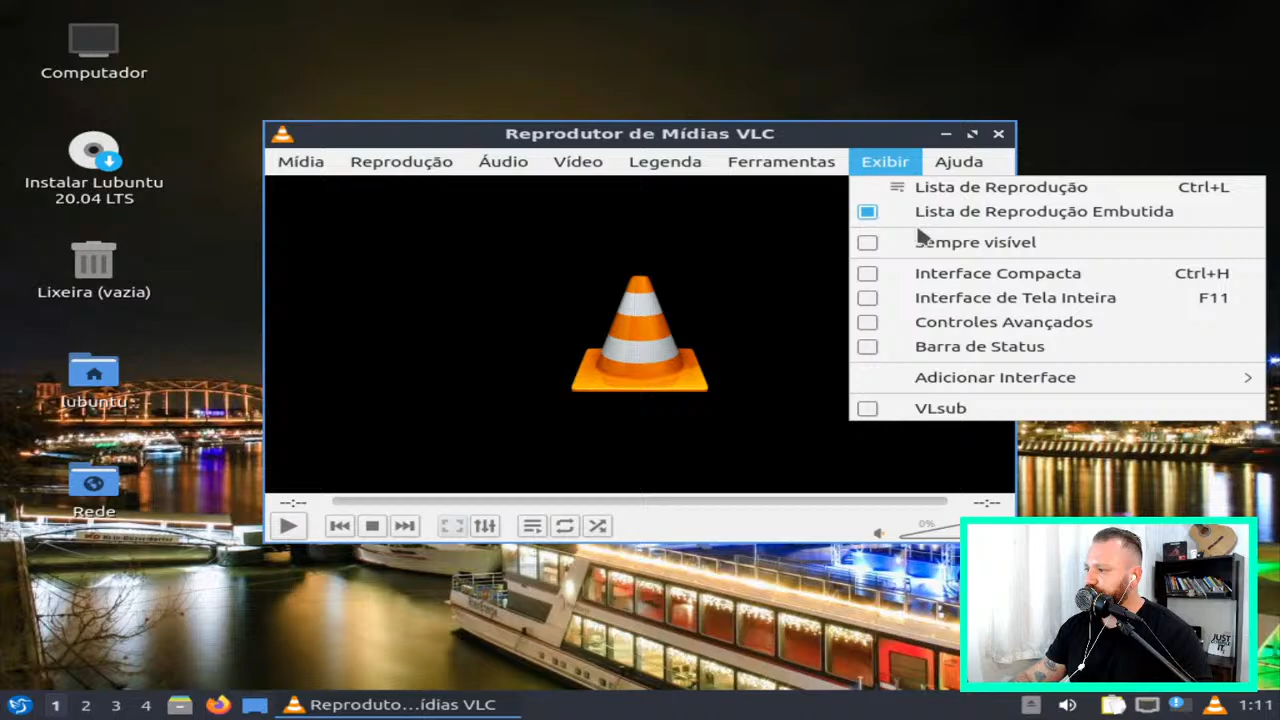 Computador
Instalar Lubuntu
20.04 LTS
Lixeira (vazia)
lubuntu
Rede
Reprodutor de Mídias VLC
Mídia Reprodução Áudio Vídeo Legenda Ferramentas Exibir Ajuda
Lista de Reprodução Ctrl+L
Lista de Reprodução Embutida
Sempre visível
Interface Compacta Ctrl+H
Interface de Tela Inteira F11
Controles Avançados
Barra de Status
Adicionar Interface
VLsub
--:-- --:--
0%
JUST
1 2 3 4 Reproduto...ídias VLC 1:11